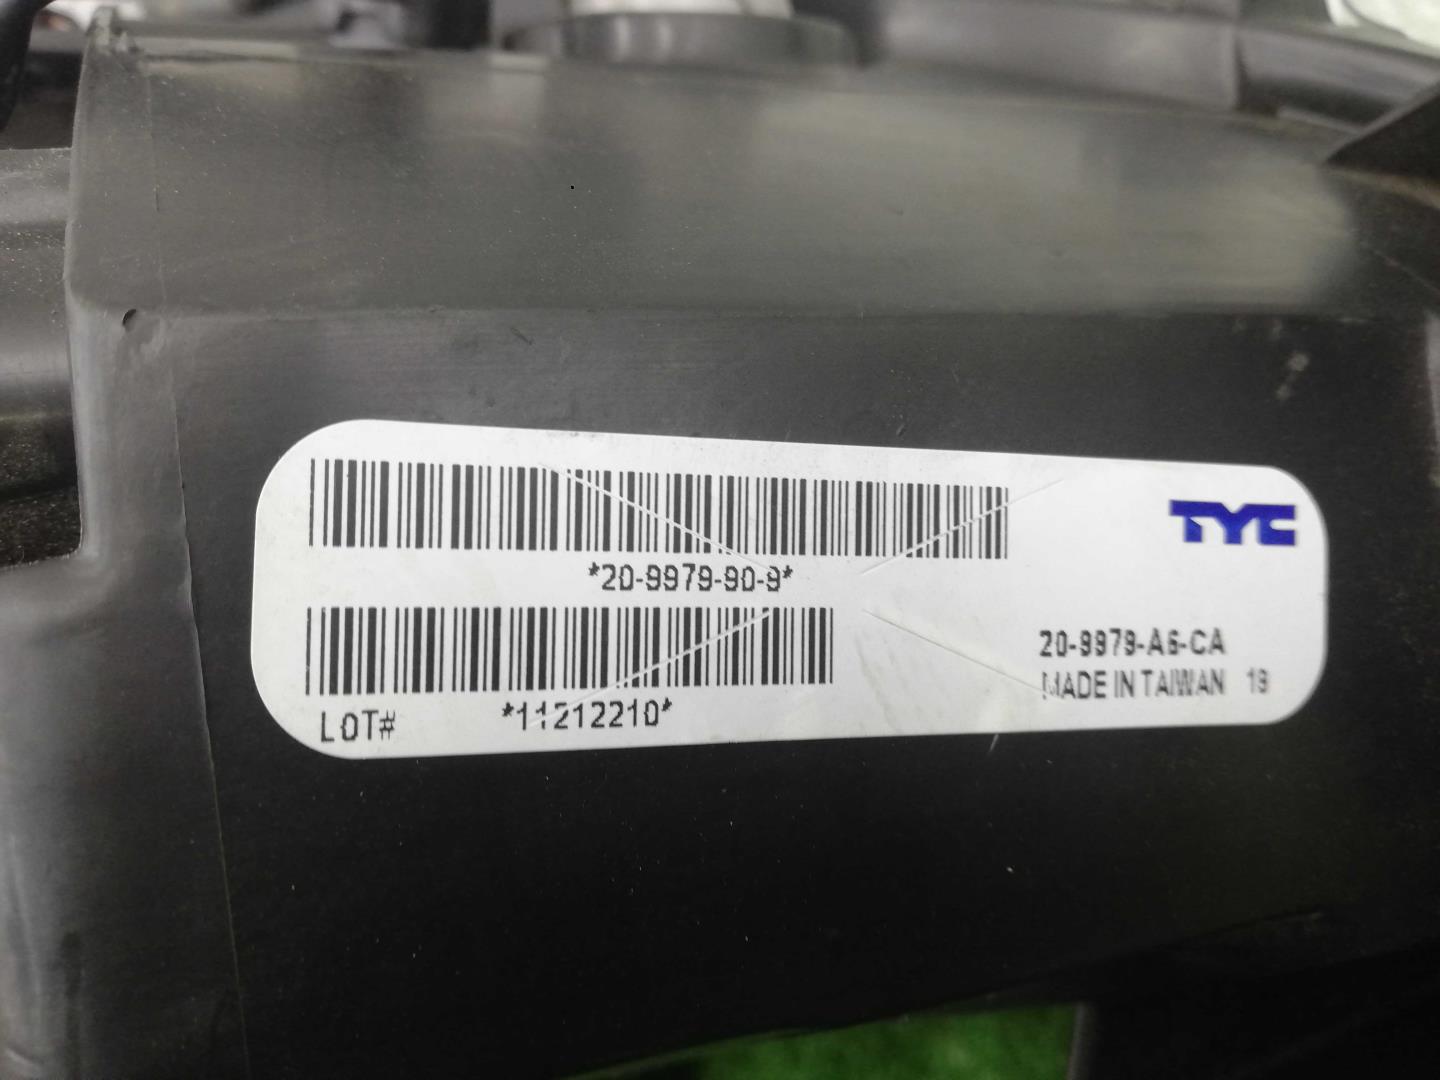 TYC
*20-9979-90-9*
20-9979-A6-CA
MADE IN TAIWAN 19
LOT# *11212210*